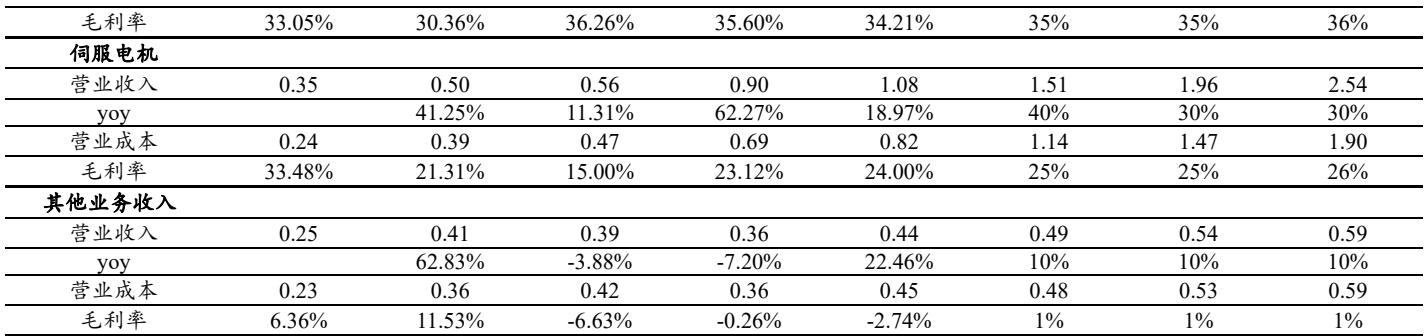 毛利率 33.05% 30.36% 36.26% 35.60% 34.21% 35% 35% 36%
伺服电机
营业收入 0.35 0.50 0.56 0.90 1.08 1.51 1.96 2.54
yoy 41.25% 11.31% 62.27% 18.97% 40% 30% 30%
营业成本 0.24 0.39 0.47 0.69 0.82 1.14 1.47 1.90
毛利率 33.48% 21.31% 15.00% 23.12% 24.00% 25% 25% 26%
其他业务收入
营业收入 0.25 0.41 0.39 0.36 0.44 0.49 0.54 0.59
yoy 62.83% -3.88% -7.20% 22.46% 10% 10% 10%
营业成本 0.23 0.36 0.42 0.36 0.45 0.48 0.53 0.59
毛利率 6.36% 11.53% -6.63% -0.26% -2.74% 1% 1% 1%